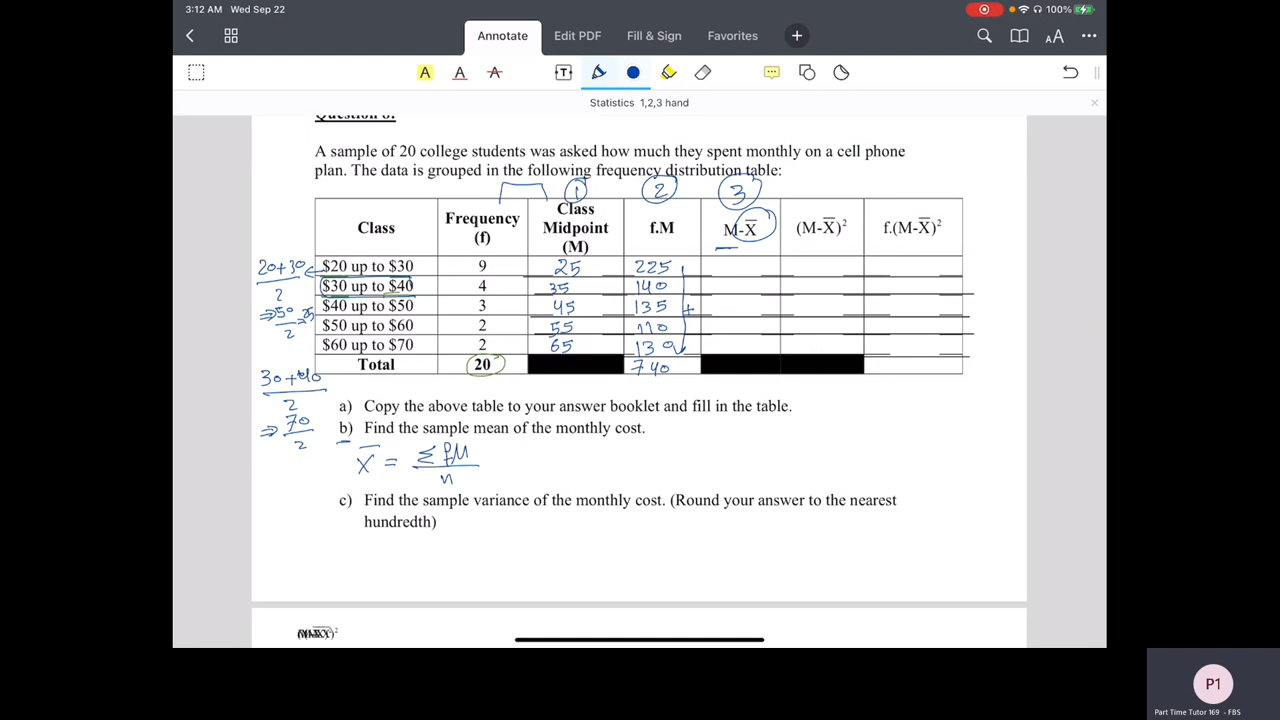 3:12 AM Wed Sep 22
100%
Annotate
Edit PDF
Fill & Sign
Favorites
Statistics 1,2,3 hand
Question 8:
A sample of 20 college students was asked how much they spent monthly on a cell phone
plan. The data is grouped in the following frequency distribution table:
1 2 3
Class Frequency (f) Class Midpoint (M) f.M M-X̅ (M-X̅)² f.(M-X̅)²
$20 up to $30 9 25 225
$30 up to $40 4 35 140
$40 up to $50 3 45 135
$50 up to $60 2 55 110
$60 up to $70 2 65 130
Total 20 740
+
20+30
2
⇒ 50 = 25
2
30+40
2
⇒ 70
2
a) Copy the above table to your answer booklet and fill in the table.
b) Find the sample mean of the monthly cost.
X̅ = Σ fM
n
c) Find the sample variance of the monthly cost. (Round your answer to the nearest
hundredth)
P1
Part Time Tutor 169 - FBS